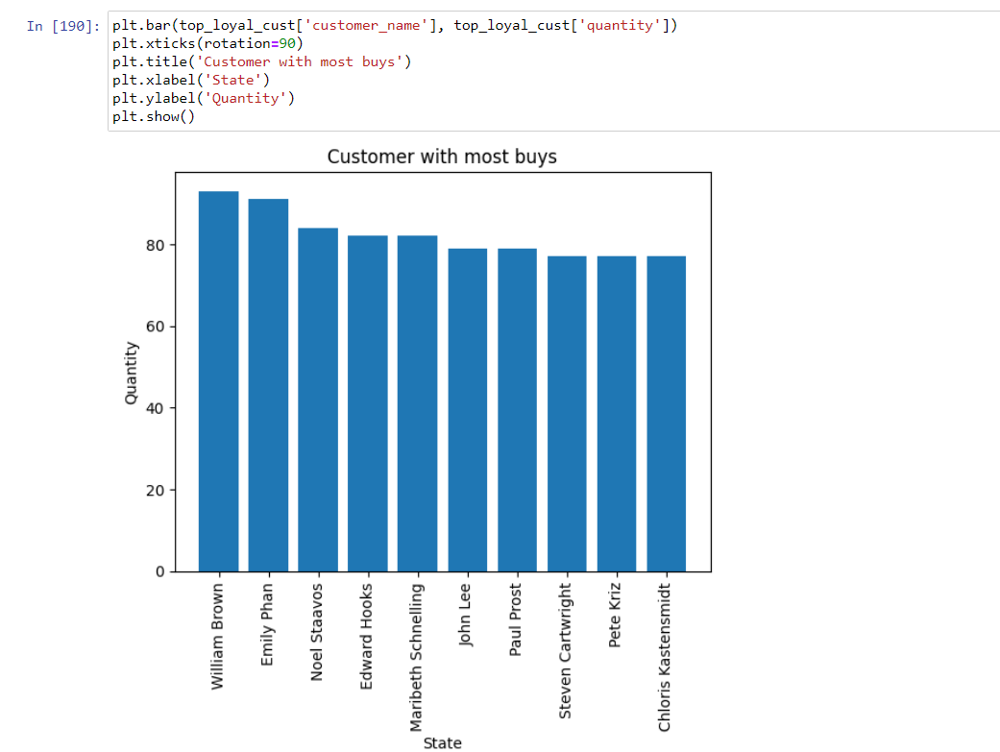 In [190]: plt.bar(top_loyal_cust['customer_name'], top_loyal_cust['quantity'])
plt.xticks(rotation=90)
plt.title('Customer with most buys')
plt.xlabel('State')
plt.ylabel('Quantity')
plt.show()
Customer with most buys
Quantity
80
60
40
20
0
William Brown
Emily Phan
Noel Staavos
Edward Hooks
Maribeth Schnelling
John Lee
Paul Prost
Steven Cartwright
Pete Kriz
Chloris Kastensmidt
State